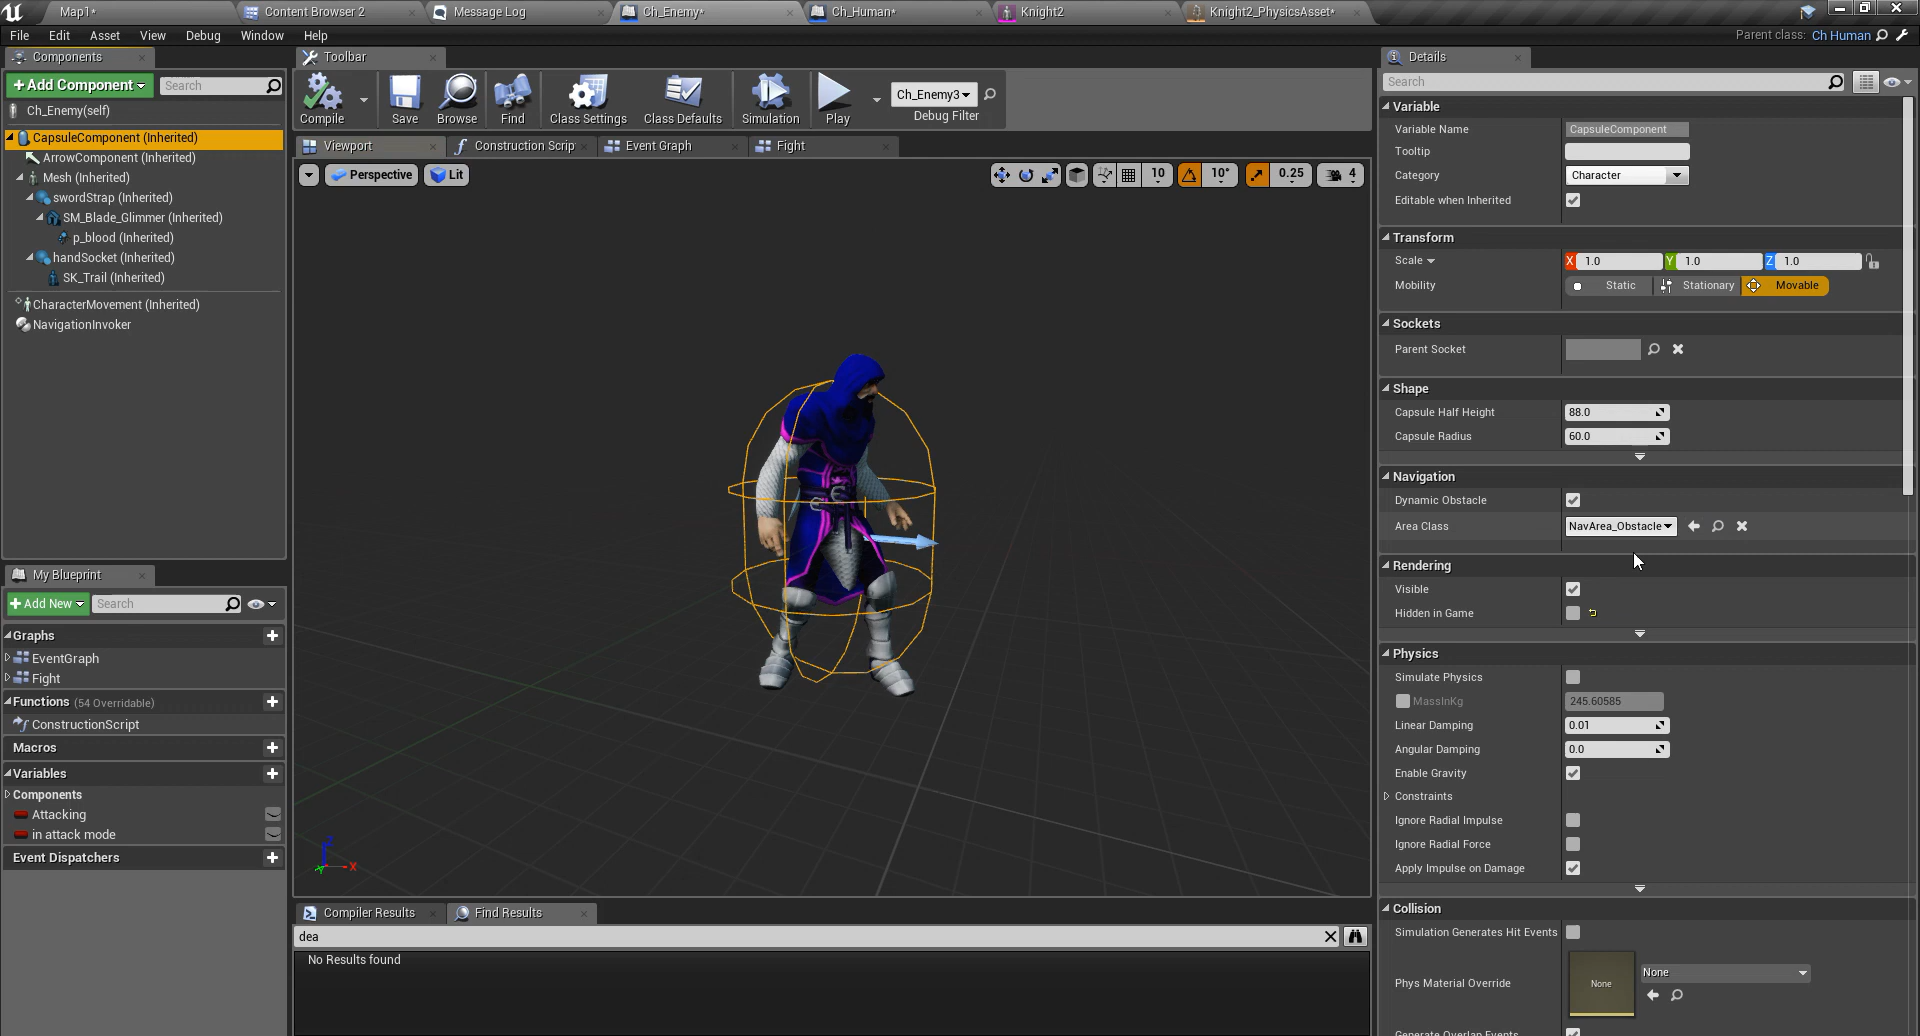 Map1*
Content Browser 2
Message Log
Ch_Enemy*
Ch_Human*
Knight2
Knight2_PhysicsAsset*
File Edit Asset View Debug Window Help
Parent class: Ch Human
Components
+Add Component
Search
Ch_Enemy(self)
CapsuleComponent (Inherited)
ArrowComponent (Inherited)
Mesh (Inherited)
swordStrap (Inherited)
SM_Blade_Glimmer (Inherited)
p_blood (Inherited)
handSocket (Inherited)
SK_Trail (Inherited)
CharacterMovement (Inherited)
NavigationInvoker
My Blueprint
+Add New
Search
Graphs
EventGraph
Fight
Functions (54 Overridable)
ConstructionScript
Macros
Variables
Components
Attacking
in attack mode
Event Dispatchers
Toolbar
Compile
Save
Browse
Find
Class Settings
Class Defaults
Simulation
Play
Ch_Enemy3
Debug Filter
Viewport
Construction Scrip
Event Graph
Fight
Perspective
Lit
10
10°
0.25
4
Z
X
Y
Compiler Results
Find Results
dea
No Results found
Details
Search
Variable
Variable Name CapsuleComponent
Tooltip
Category Character
Editable when Inherited
Transform
Scale X 1.0 Y 1.0 Z 1.0
Mobility Static Stationary Movable
Sockets
Parent Socket
Shape
Capsule Half Height 88.0
Capsule Radius 60.0
Navigation
Dynamic Obstacle
Area Class NavArea_Obstacle
Rendering
Visible
Hidden in Game
Physics
Simulate Physics
MassInKg 245.60585
Linear Damping 0.01
Angular Damping 0.0
Enable Gravity
Constraints
Ignore Radial Impulse
Ignore Radial Force
Apply Impulse on Damage
Collision
Simulation Generates Hit Events
Phys Material Override None None
Generate Overlap Events